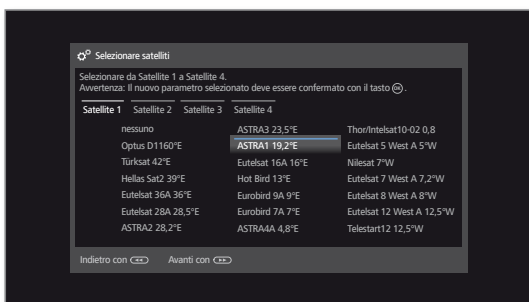 Selezionare satelliti
Selezionare da Satellite 1 a Satellite 4.
Avvertenza: Il nuovo parametro selezionato deve essere confermato con il tasto OK.
Satellite 1 Satellite 2 Satellite 3 Satellite 4
nessuno ASTRA3 23,5°E Thor/Intelsat10-02 0,8
Optus D1160°E ASTRA1 19,2°E Eutelsat 5 West A 5°W
Türksat 42°E Eutelsat 16A 16°E Nilesat 7°W
Hellas Sat2 39°E Hot Bird 13°E Eutelsat 7 West A 7,2°W
Eutelsat 36A 36°E Eurobird 9A 9°E Eutelsat 8 West A 8°W
Eutelsat 28A 28,5°E Eurobird 7A 7°E Eutelsat 12 West A 12,5°W
ASTRA2 28,2°E ASTRA4A 4,8°E Telestart12 12,5°W
Indietro con Avanti con